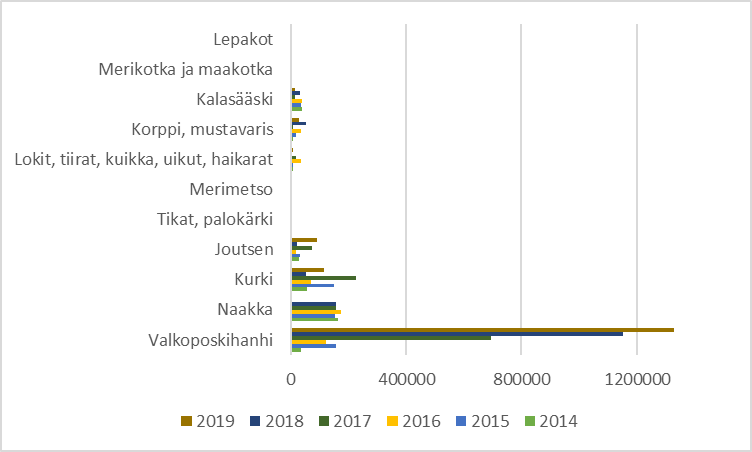 Lepakot
Merikotka ja maakotka
Kalasääski
Korppi, mustavaris
Lokit, tiirat, kuikka, uikut, haikarat
Merimetso
Tikat, palokärki
Joutsen
Kurki
Naakka
Valkoposkihanhi
0 400000 800000 1200000
2019 2018 2017 2016 2015 2014